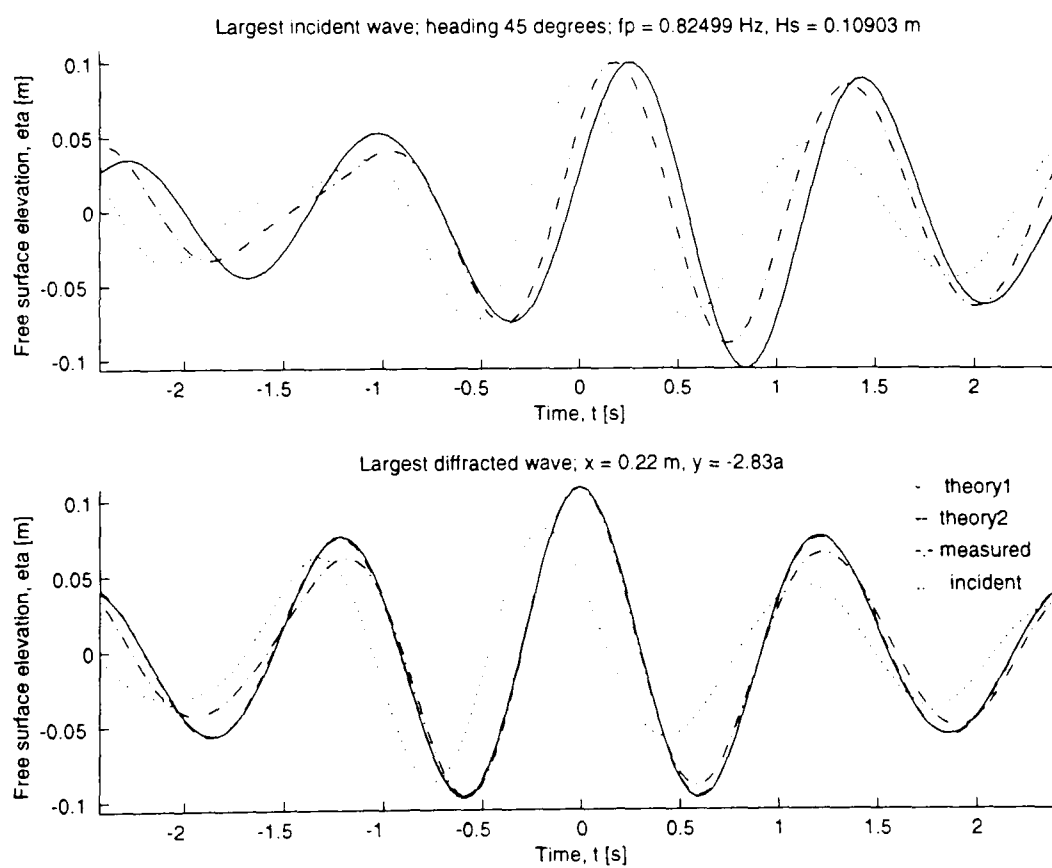 Largest incident wave; heading 45 degrees; fp = 0.82499 Hz, Hs = 0.10903 m
Free surface elevation, eta [m]
0.1
0.05
0
-0.05
-0.1
-2
-1.5
-1
-0.5
0
0.5
1
1.5
2
Time, t [s]
Largest diffracted wave; x = 0.22 m, y = -2.83a
Free surface elevation, eta [m]
0.1
0.05
0
-0.05
-0.1
theory1
theory2
measured
incident
-2
-1.5
-1
-0.5
0
0.5
1
1.5
2
Time, t [s]